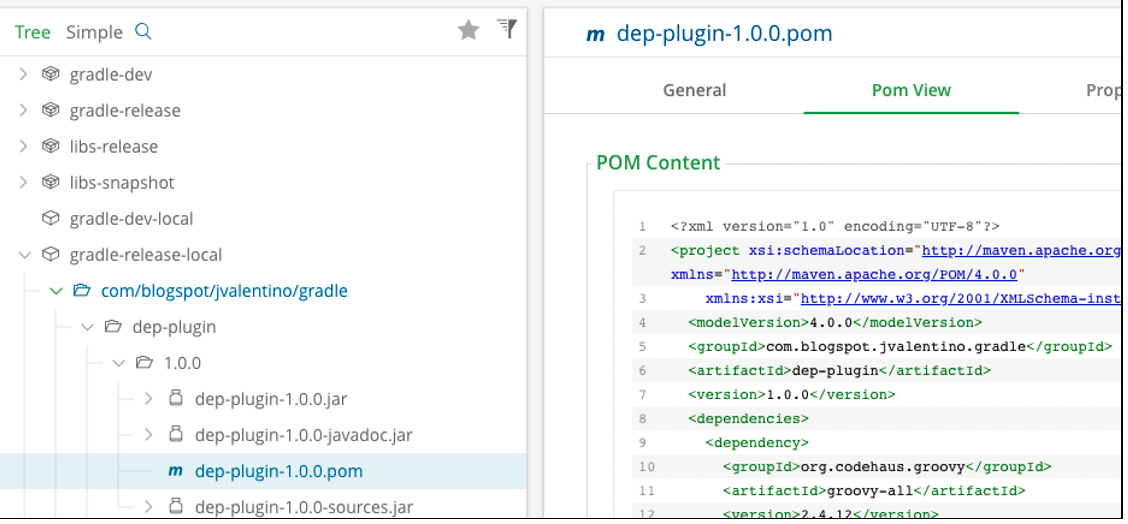 Tree Simple
gradle-dev
gradle-release
libs-release
libs-snapshot
gradle-dev-local
gradle-release-local
com/blogspot/jvalentino/gradle
dep-plugin
1.0.0
dep-plugin-1.0.0.jar
dep-plugin-1.0.0-javadoc.jar
m dep-plugin-1.0.0.pom
dep-plugin-1.0.0-sources.jar
m dep-plugin-1.0.0.pom
General Pom View Prop
POM Content
1 <?xml version="1.0" encoding="UTF-8"?>
2 <project xsi:schemaLocation="http://maven.apache.org
xmlns="http://maven.apache.org/POM/4.0.0"
3 xmlns:xsi="http://www.w3.org/2001/XMLSchema-inst
4 <modelVersion>4.0.0</modelVersion>
5 <groupId>com.blogspot.jvalentino.gradle</groupId>
6 <artifactId>dep-plugin</artifactId>
7 <version>1.0.0</version>
8 <dependencies>
9 <dependency>
10 <groupId>org.codehaus.groovy</groupId>
11 <artifactId>groovy-all</artifactId>
12 <version>2.4.12</version>